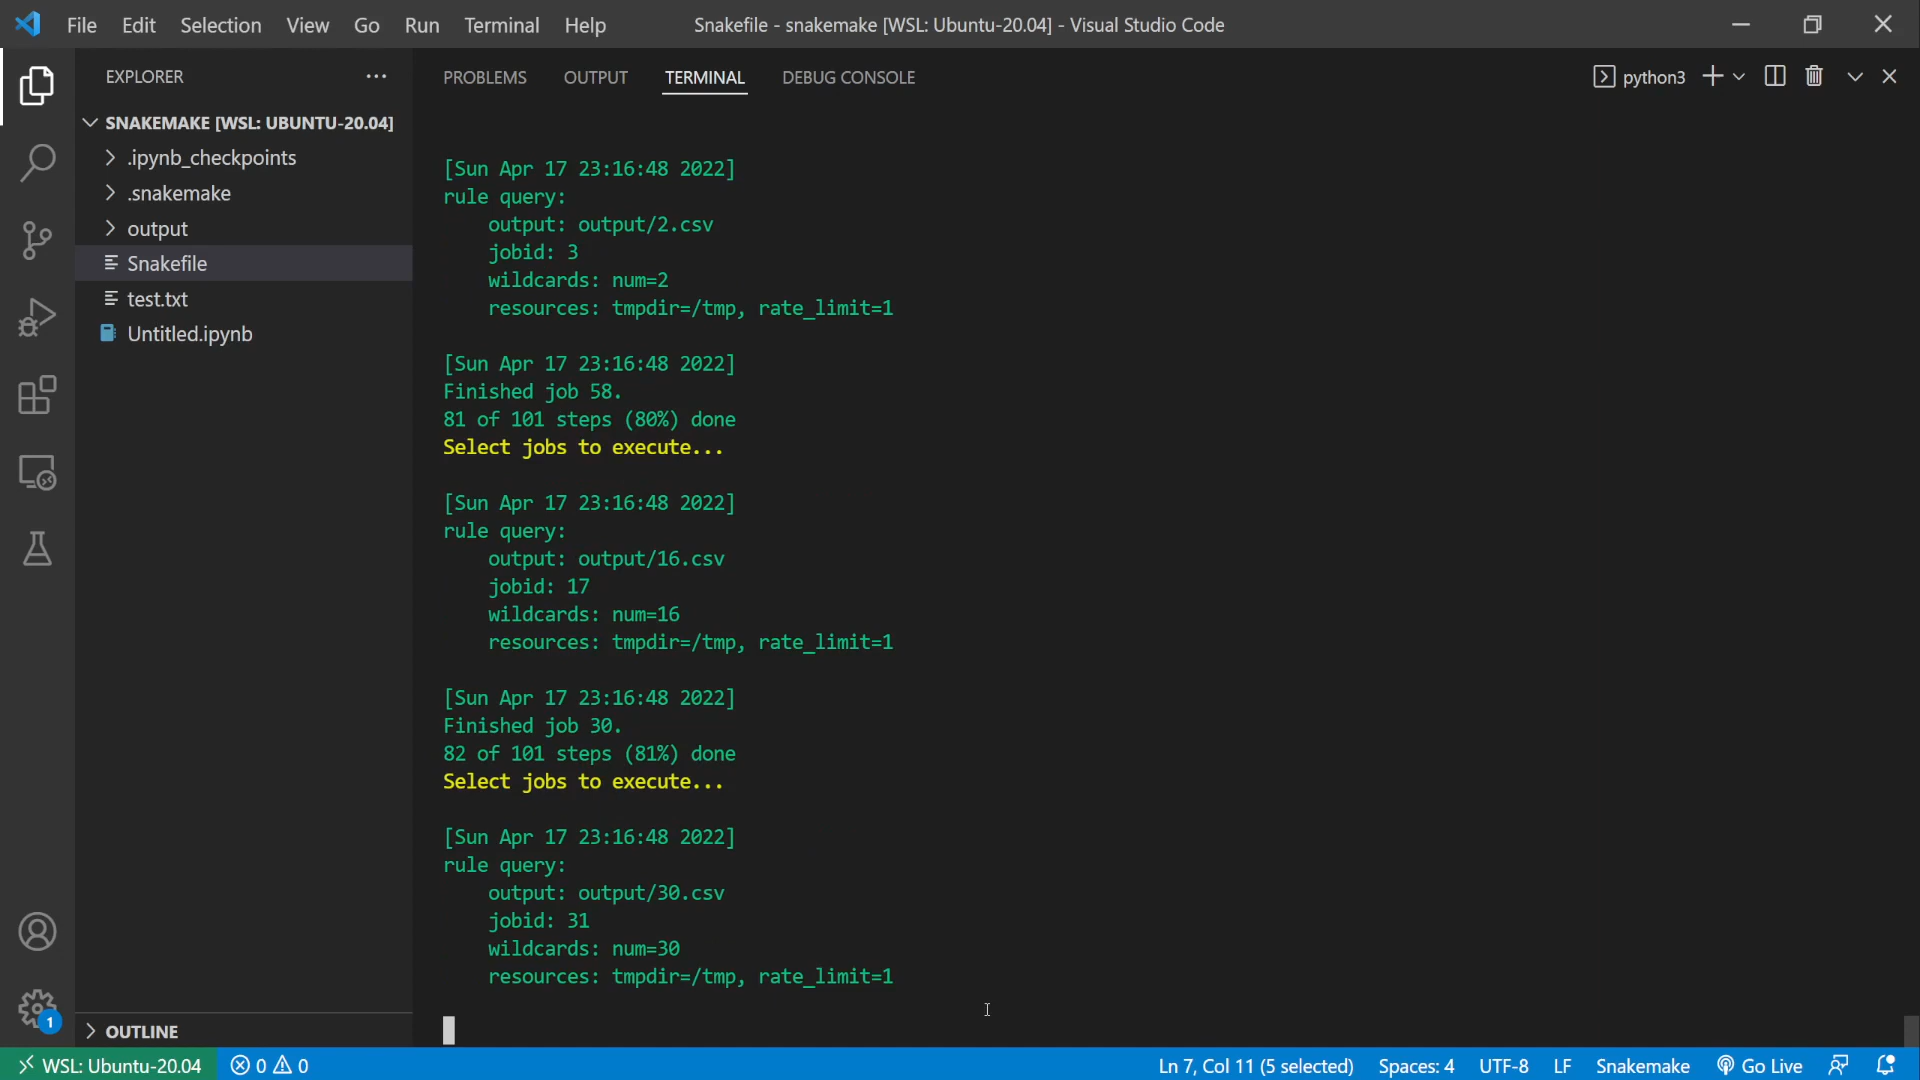 File Edit Selection View Go Run Terminal Help
Snakefile - snakemake [WSL: Ubuntu-20.04] - Visual Studio Code
EXPLORER
SNAKEMAKE [WSL: UBUNTU-20.04]
.ipynb_checkpoints
.snakemake
output
Snakefile
test.txt
Untitled.ipynb
OUTLINE
PROBLEMS OUTPUT TERMINAL DEBUG CONSOLE
python3
[Sun Apr 17 23:16:48 2022]
rule query:
    output: output/2.csv
    jobid: 3
    wildcards: num=2
    resources: tmpdir=/tmp, rate_limit=1
[Sun Apr 17 23:16:48 2022]
Finished job 58.
81 of 101 steps (80%) done
Select jobs to execute...
[Sun Apr 17 23:16:48 2022]
rule query:
    output: output/16.csv
    jobid: 17
    wildcards: num=16
    resources: tmpdir=/tmp, rate_limit=1
[Sun Apr 17 23:16:48 2022]
Finished job 30.
82 of 101 steps (81%) done
Select jobs to execute...
[Sun Apr 17 23:16:48 2022]
rule query:
    output: output/30.csv
    jobid: 31
    wildcards: num=30
    resources: tmpdir=/tmp, rate_limit=1
1
WSL: Ubuntu-20.04 0 0 Ln 7, Col 11 (5 selected) Spaces: 4 UTF-8 LF Snakemake Go Live